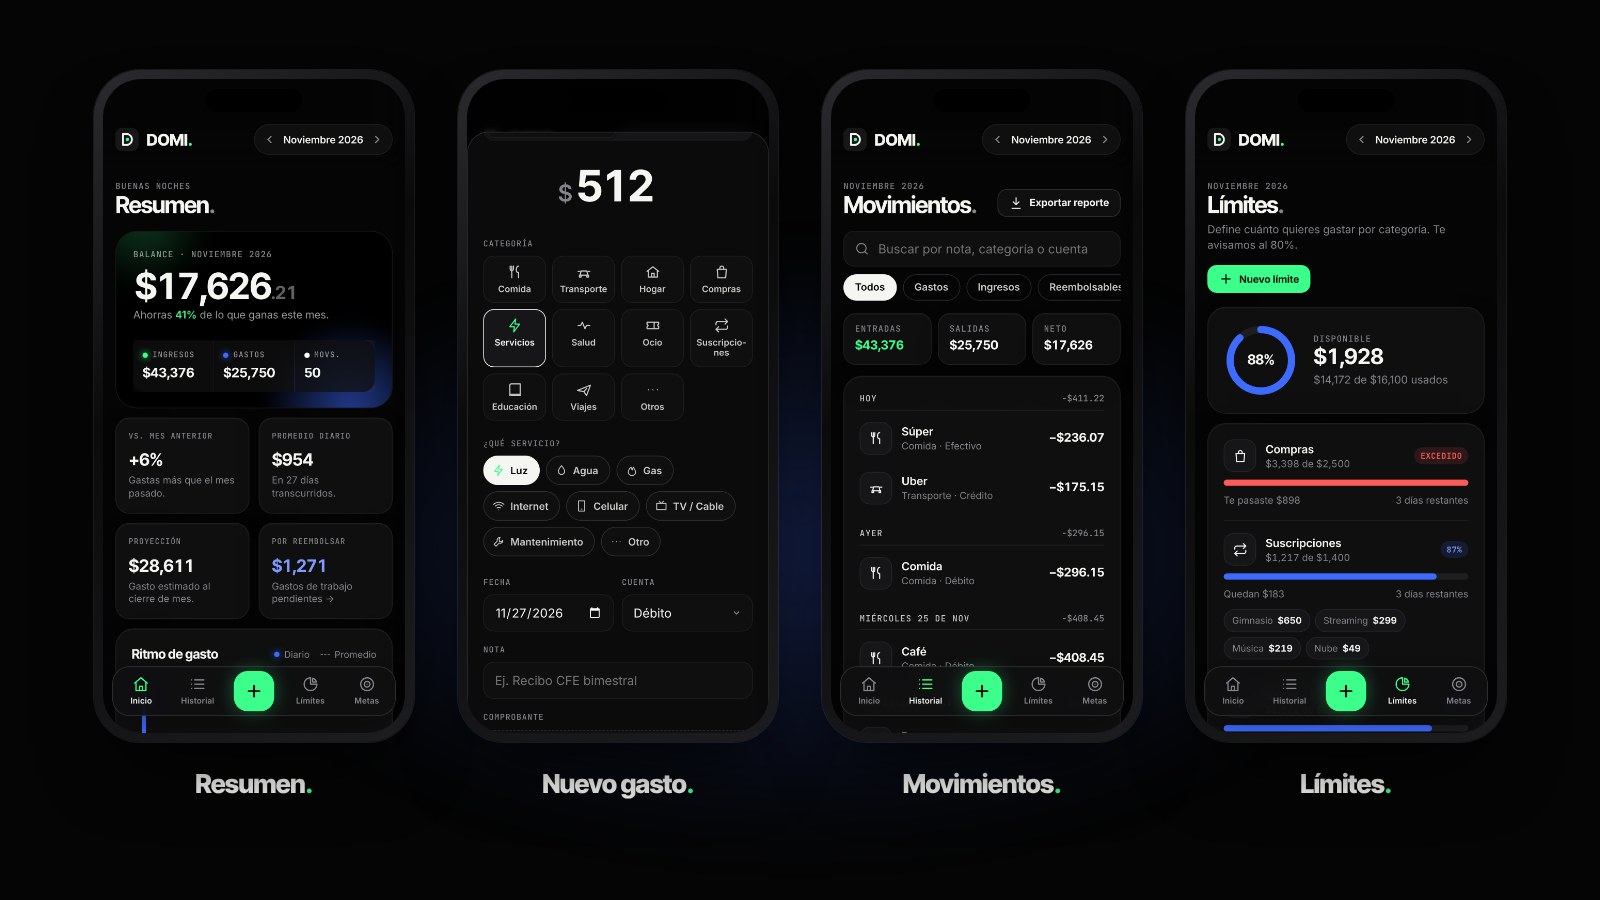 DOMI.
Noviembre 2026
BUENAS NOCHES
Resumen.
BALANCE · NOVIEMBRE 2026
$17,626.21
Ahorras 41% de lo que ganas este mes.
INGRESOS
$43,376
GASTOS
$25,750
MOVS.
50
VS. MES ANTERIOR
+6%
Gastas más que el mes
pasado.
PROMEDIO DIARIO
$954
En 27 días
transcurridos.
PROYECCIÓN
$28,611
Gasto estimado al
cierre de mes.
POR REEMBOLSAR
$1,271
Gastos de trabajo
pendientes →
Ritmo de gasto
Diario
Promedio
Inicio
Historial
+
Límites
Metas
Resumen.
$512
CATEGORÍA
Comida
Transporte
Hogar
Compras
Servicios
Salud
Ocio
Suscripcio-
nes
Educación
Viajes
Otros
¿QUÉ SERVICIO?
Luz
Agua
Gas
Internet
Celular
TV / Cable
Mantenimiento
Otro
FECHA
11/27/2026
CUENTA
Débito
NOTA
Ej. Recibo CFE bimestral
COMPROBANTE
Nuevo gasto.
DOMI.
Noviembre 2026
NOVIEMBRE 2026
Movimientos.
Exportar reporte
Buscar por nota, categoría o cuenta
Todos
Gastos
Ingresos
Reembolsables
ENTRADAS
$43,376
SALIDAS
$25,750
NETO
$17,626
HOY
-$411.22
Súper
Comida · Efectivo
−$236.07
Uber
Transporte · Crédito
−$175.15
AYER
-$296.15
Comida
Comida · Débito
−$296.15
MIÉRCOLES 25 DE NOV
-$408.45
Café
Comida · Débito
−$408.45
Inicio
Historial
+
Límites
Metas
Movimientos.
DOMI.
Noviembre 2026
NOVIEMBRE 2026
Límites.
Define cuánto quieres gastar por categoría. Te
avisamos al 80%.
+ Nuevo límite
88%
DISPONIBLE
$1,928
$14,172 de $16,100 usados
Compras
$3,398 de $2,500
EXCEDIDO
Te pasaste $898
3 días restantes
Suscripciones
$1,217 de $1,400
87%
Quedan $183
3 días restantes
Gimnasio $650
Streaming $299
Música $219
Nube $49
Inicio
Historial
+
Límites
Metas
Límites.